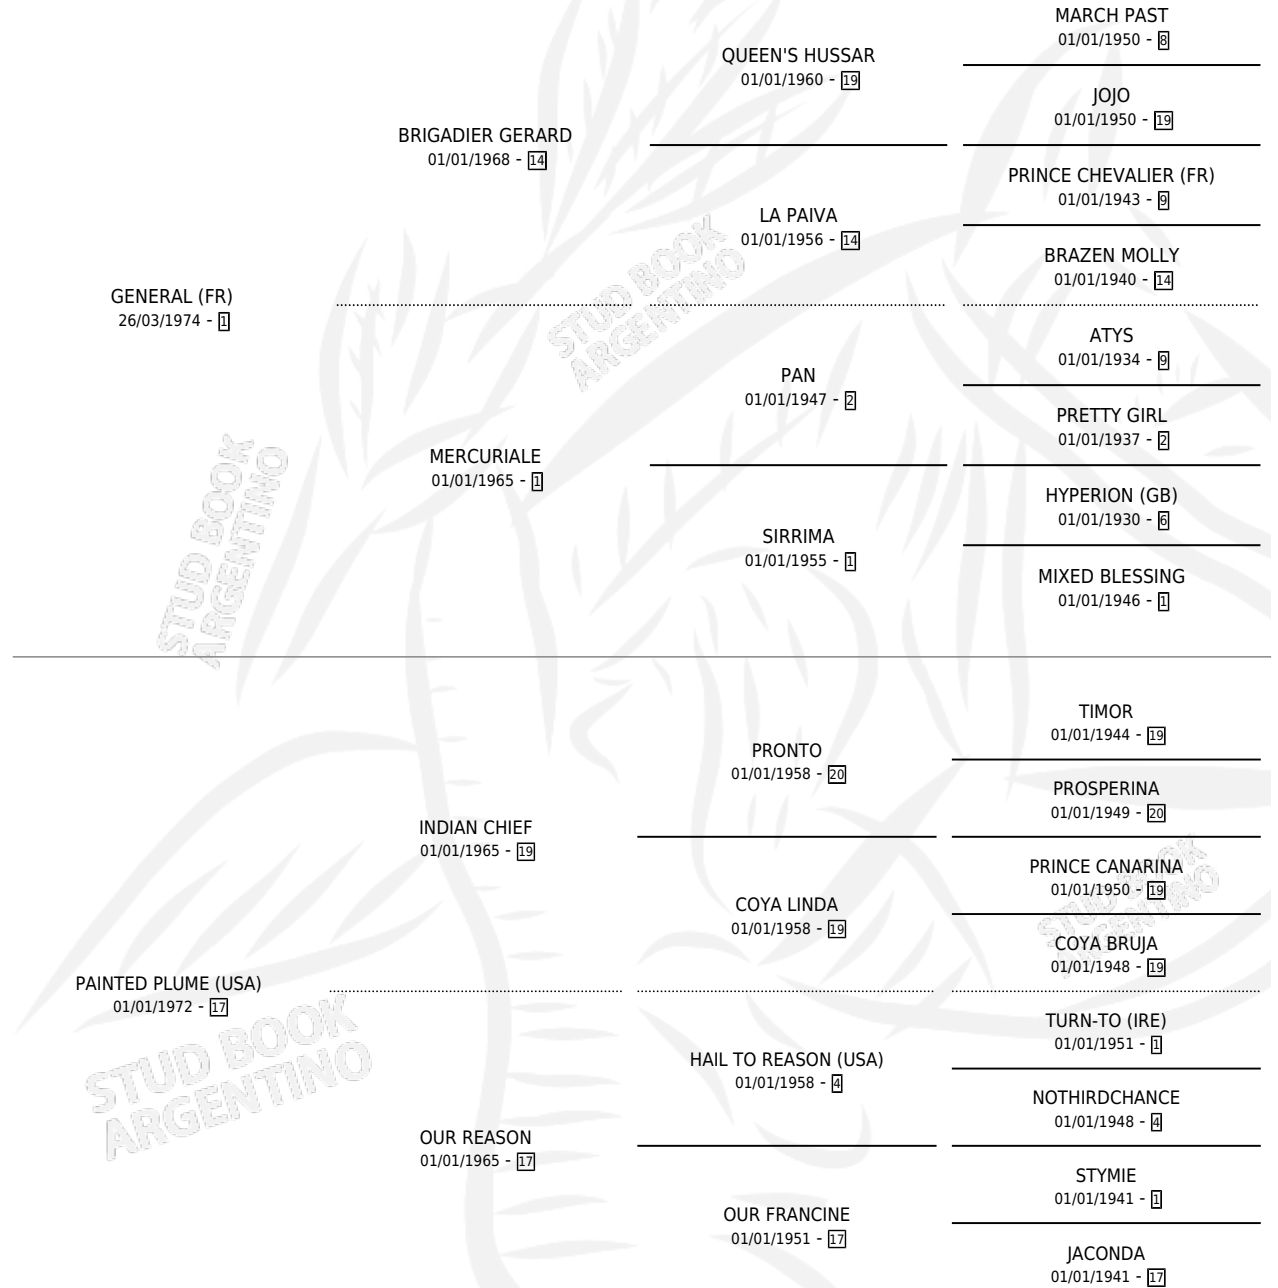 MARCH PAST
01/01/1950 - 8
QUEEN'S HUSSAR
01/01/1960 - 19
JOJO
01/01/1950 - 19
BRIGADIER GERARD
01/01/1968 - 14
PRINCE CHEVALIER (FR)
01/01/1943 - 9
LA PAIVA
01/01/1956 - 14
BRAZEN MOLLY
01/01/1940 - 14
GENERAL (FR)
26/03/1974 - 1
STUD BOOK
ARGENTINO
ATYS
01/01/1934 - 9
PAN
01/01/1947 - 2
PRETTY GIRL
01/01/1937 - 2
MERCURIALE
01/01/1965 - 1
HYPERION (GB)
01/01/1930 - 6
SIRRIMA
01/01/1955 - 1
MIXED BLESSING
01/01/1946 - 1
STUD BOOK
ARGENTINO
TIMOR
01/01/1944 - 19
PRONTO
01/01/1958 - 20
PROSPERINA
01/01/1949 - 20
INDIAN CHIEF
01/01/1965 - 19
PRINCE CANARINA
01/01/1950 - 19
COYA LINDA
01/01/1958 - 19
STUD BOOK
ARGENTINO
COYA BRUJA
01/01/1948 - 19
PAINTED PLUME (USA)
01/01/1972 - 17
STUD BOOK
ARGENTINO
TURN-TO (IRE)
01/01/1951 - 1
HAIL TO REASON (USA)
01/01/1958 - 4
NOTHIRDCHANCE
01/01/1948 - 4
OUR REASON
01/01/1965 - 17
STYMIE
01/01/1941 - 1
OUR FRANCINE
01/01/1951 - 17
JACONDA
01/01/1941 - 17